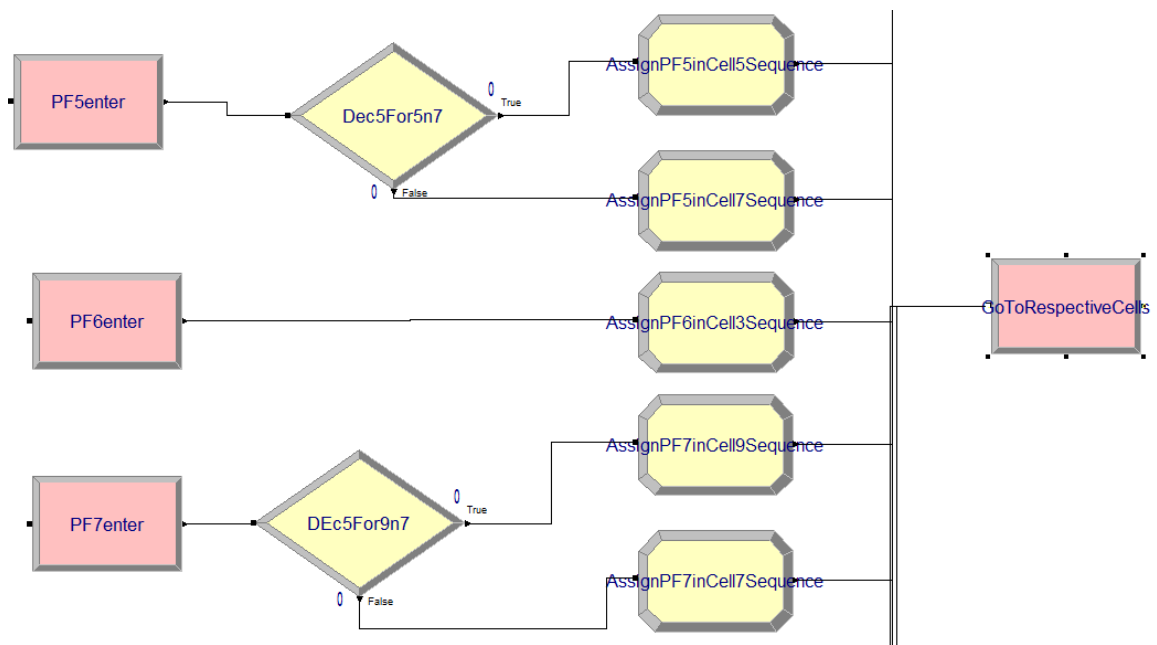 PF5enter
Dec5For5n7
0
True
0
False
AssignPF5inCell5Sequence
AssignPF5inCell7Sequence
PF6enter
AssignPF6inCell3Sequence
GoToRespectiveCells
PF7enter
DEc5For9n7
0
True
0
False
AssignPF7inCell9Sequence
AssignPF7inCell7Sequence